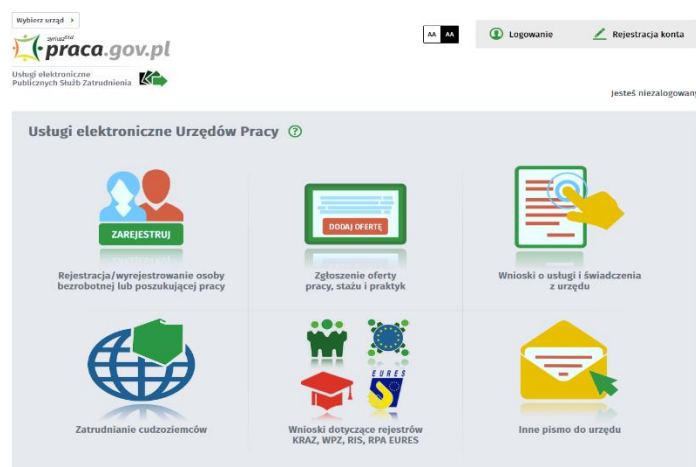 Wybierz urząd
syriusz std
praca.gov.pl
Usługi elektroniczne
Publicznych Służb Zatrudnienia
AA AA
Logowanie
Rejestracja konta
Jesteś niezalogowany
Usługi elektroniczne Urzędów Pracy ?
ZAREJESTRUJ
Rejestracja/wyrejestrowanie osoby
bezrobotnej lub poszukującej pracy
DODAJ OFERTĘ
Zgłoszenie oferty
pracy, stażu i praktyk
Wnioski o usługi i świadczenia
z urzędu
Zatrudnianie cudzoziemców
EURES
Wnioski dotyczące rejestrów
KRAZ, WPZ, RIS, RPA EURES
Inne pismo do urzędu